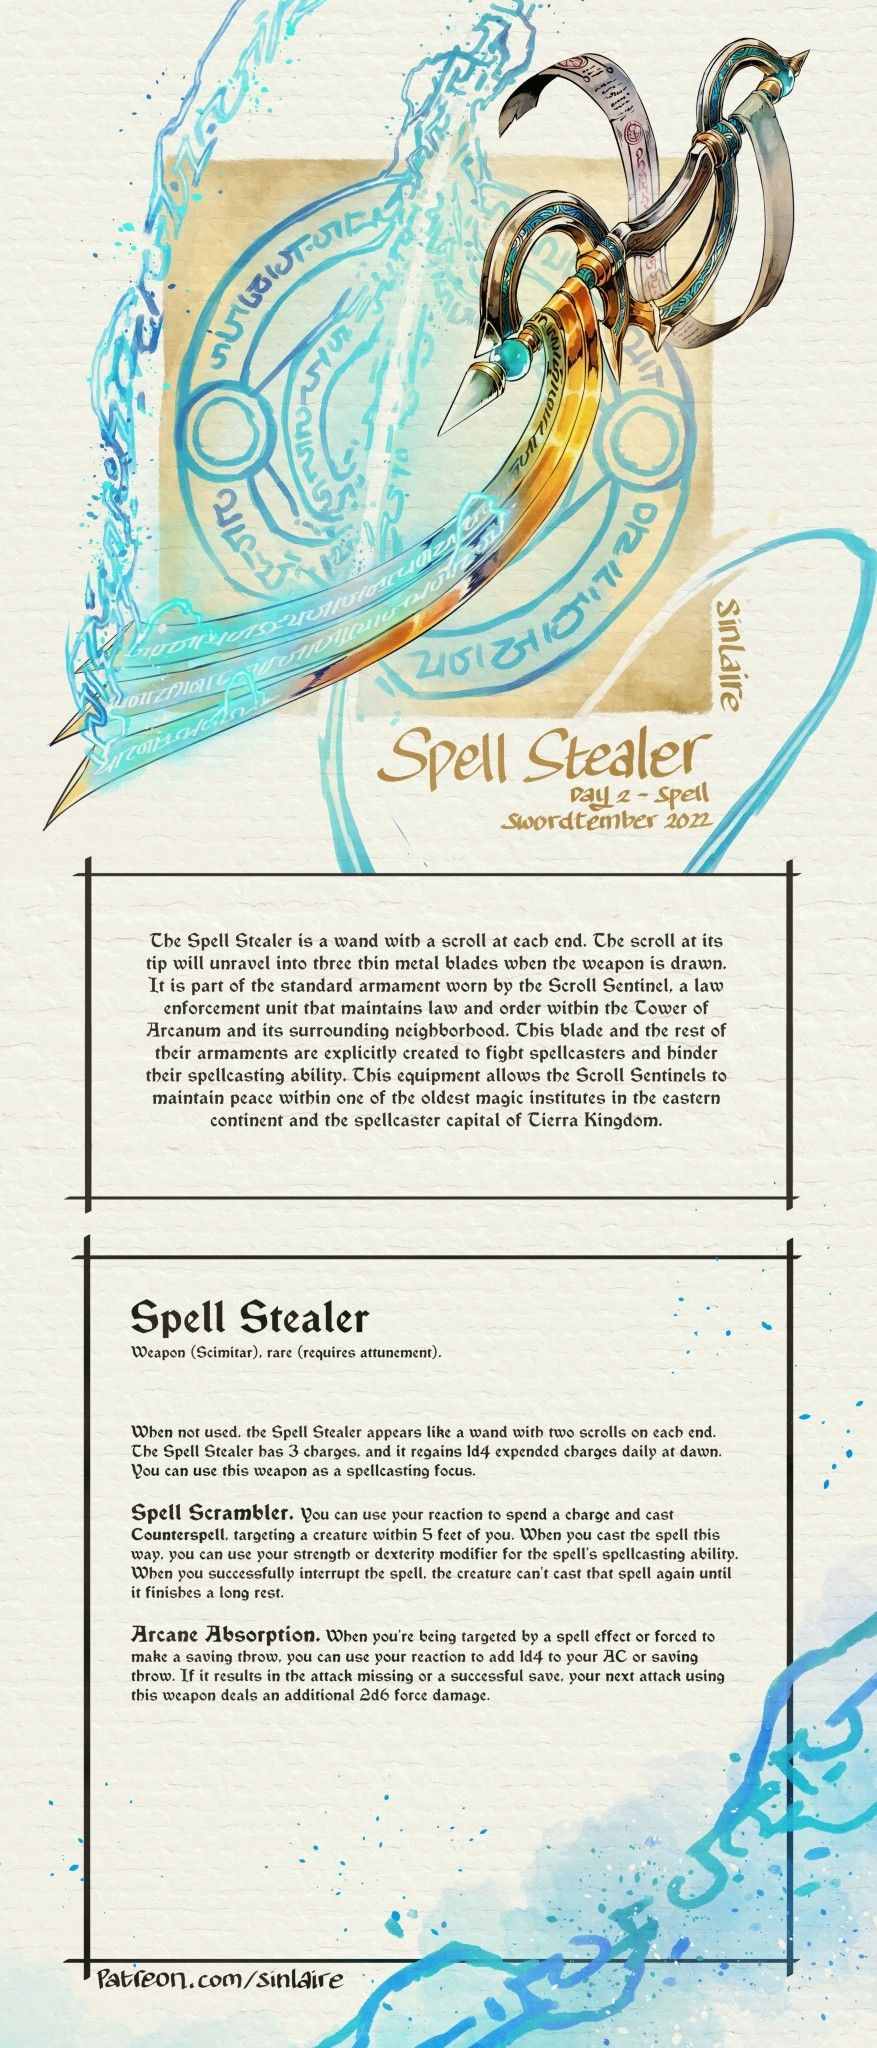 Sinlaire
Spell Stealer
Day 2 - Spell
Swordtember 2022
The Spell Stealer is a wand with a scroll at each end. The scroll at its
tip will unravel into three thin metal blades when the weapon is drawn.
It is part of the standard armament worn by the Scroll Sentinel, a law
enforcement unit that maintains law and order within the Tower of
Arcanum and its surrounding neighborhood. This blade and the rest of
their armaments are explicitly created to fight spellcasters and hinder
their spellcasting ability. This equipment allows the Scroll Sentinels to
maintain peace within one of the oldest magic institutes in the eastern
continent and the spellcaster capital of Tierra Kingdom.
Spell Stealer
Weapon (Scimitar), rare (requires attunement).
When not used, the Spell Stealer appears like a wand with two scrolls on each end.
The Spell Stealer has 3 charges, and it regains 1d4 expended charges daily at dawn.
You can use this weapon as a spellcasting focus.
Spell Scrambler. You can use your reaction to spend a charge and cast
Counterspell, targeting a creature within 5 feet of you. When you cast the spell this
way, you can use your strength or dexterity modifier for the spell's spellcasting ability.
When you successfully interrupt the spell, the creature can't cast that spell again until
it finishes a long rest.
Arcane Absorption. When you're being targeted by a spell effect or forced to
make a saving throw, you can use your reaction to add 1d4 to your AC or saving
throw. If it results in the attack missing or a successful save, your next attack using
this weapon deals an additional 2d6 force damage.
Patreon.com/sinlaire